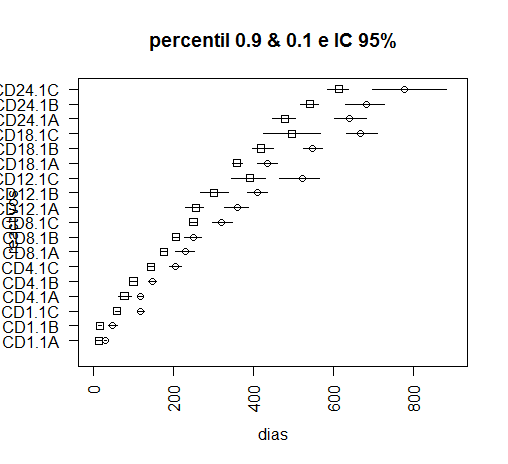 percentil 0.9 & 0.1 e IC 95%
CD24.1C
CD24.1B
CD24.1A
CD18.1C
CD18.1B
CD18.1A
CD12.1C
CD12.1B
CD12.1A
CD8.1C
CD8.1B
CD8.1A
CD4.1C
CD4.1B
CD4.1A
CD1.1C
CD1.1B
CD1.1A
0 200 400 600 800
dias